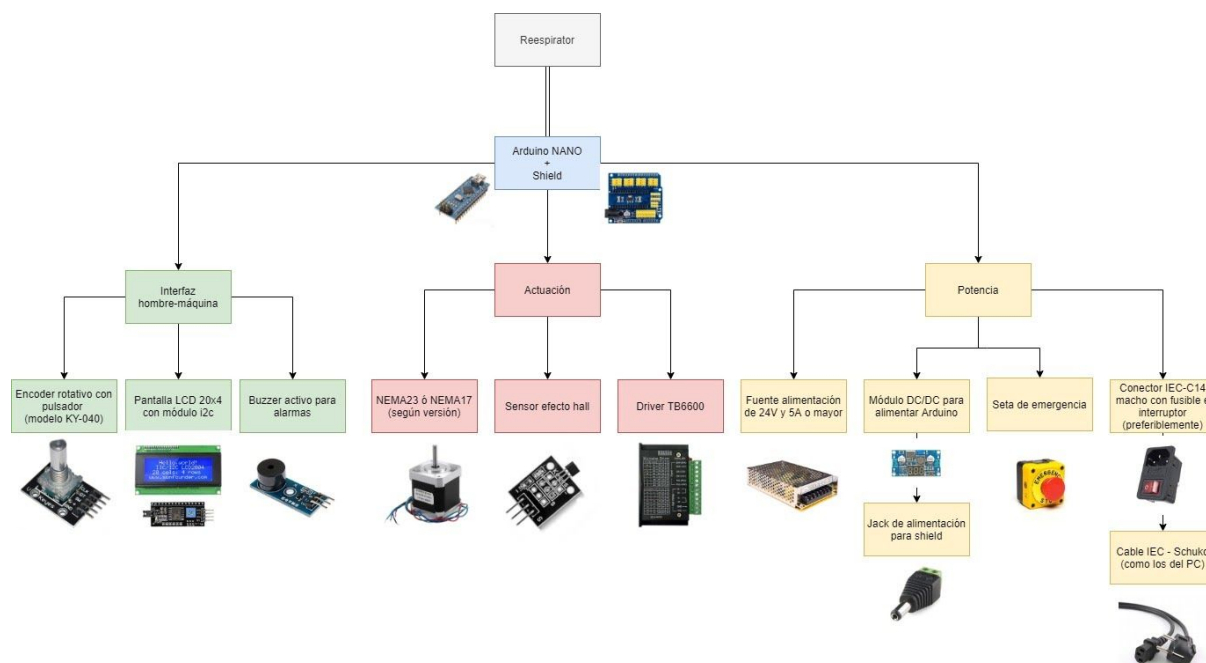 Reespirator
Arduino NANO
+
Shield
Interfaz
hombre-máquina
Actuación
Potencia
Encoder rotativo con
pulsador
(modelo KY-040)
Pantalla LCD 20x4
con módulo i2c
Buzzer activo para
alarmas
NEMA23 ó NEMA17
(según versión)
Sensor efecto hall
Driver TB6600
Fuente alimentación
de 24V y 5A o mayor
Módulo DC/DC para
alimentar Arduino
Seta de emergencia
Conector IEC-C14
macho con fusible e
interruptor
(preferiblemente)
Hello world!
Jack de alimentación
para shield
Cable IEC - Schuko
(como los del PC)